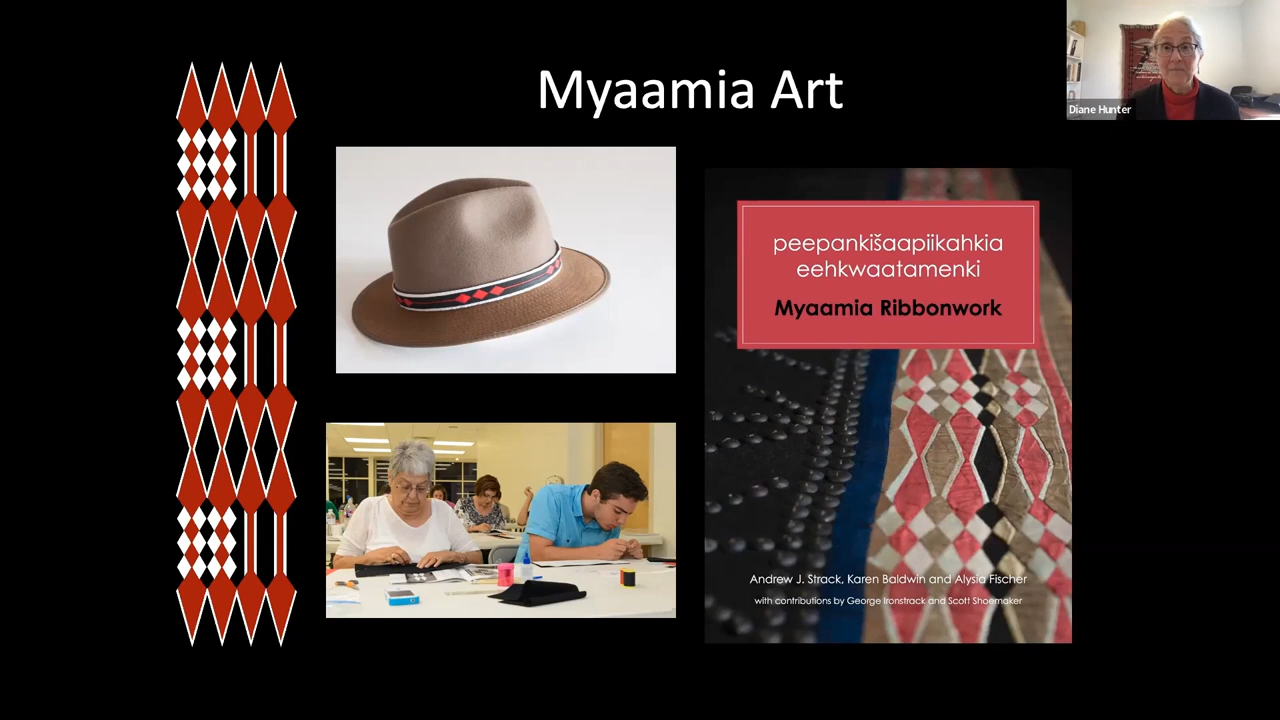 Myaamia Art
Diane Hunter
peepankišaapiikahkia
eehkwaatamenki
Myaamia Ribbonwork
Andrew J. Strack, Karen Baldwin and Alysia Fischer
with contributions by George Ironstrack and Scott Shoemaker